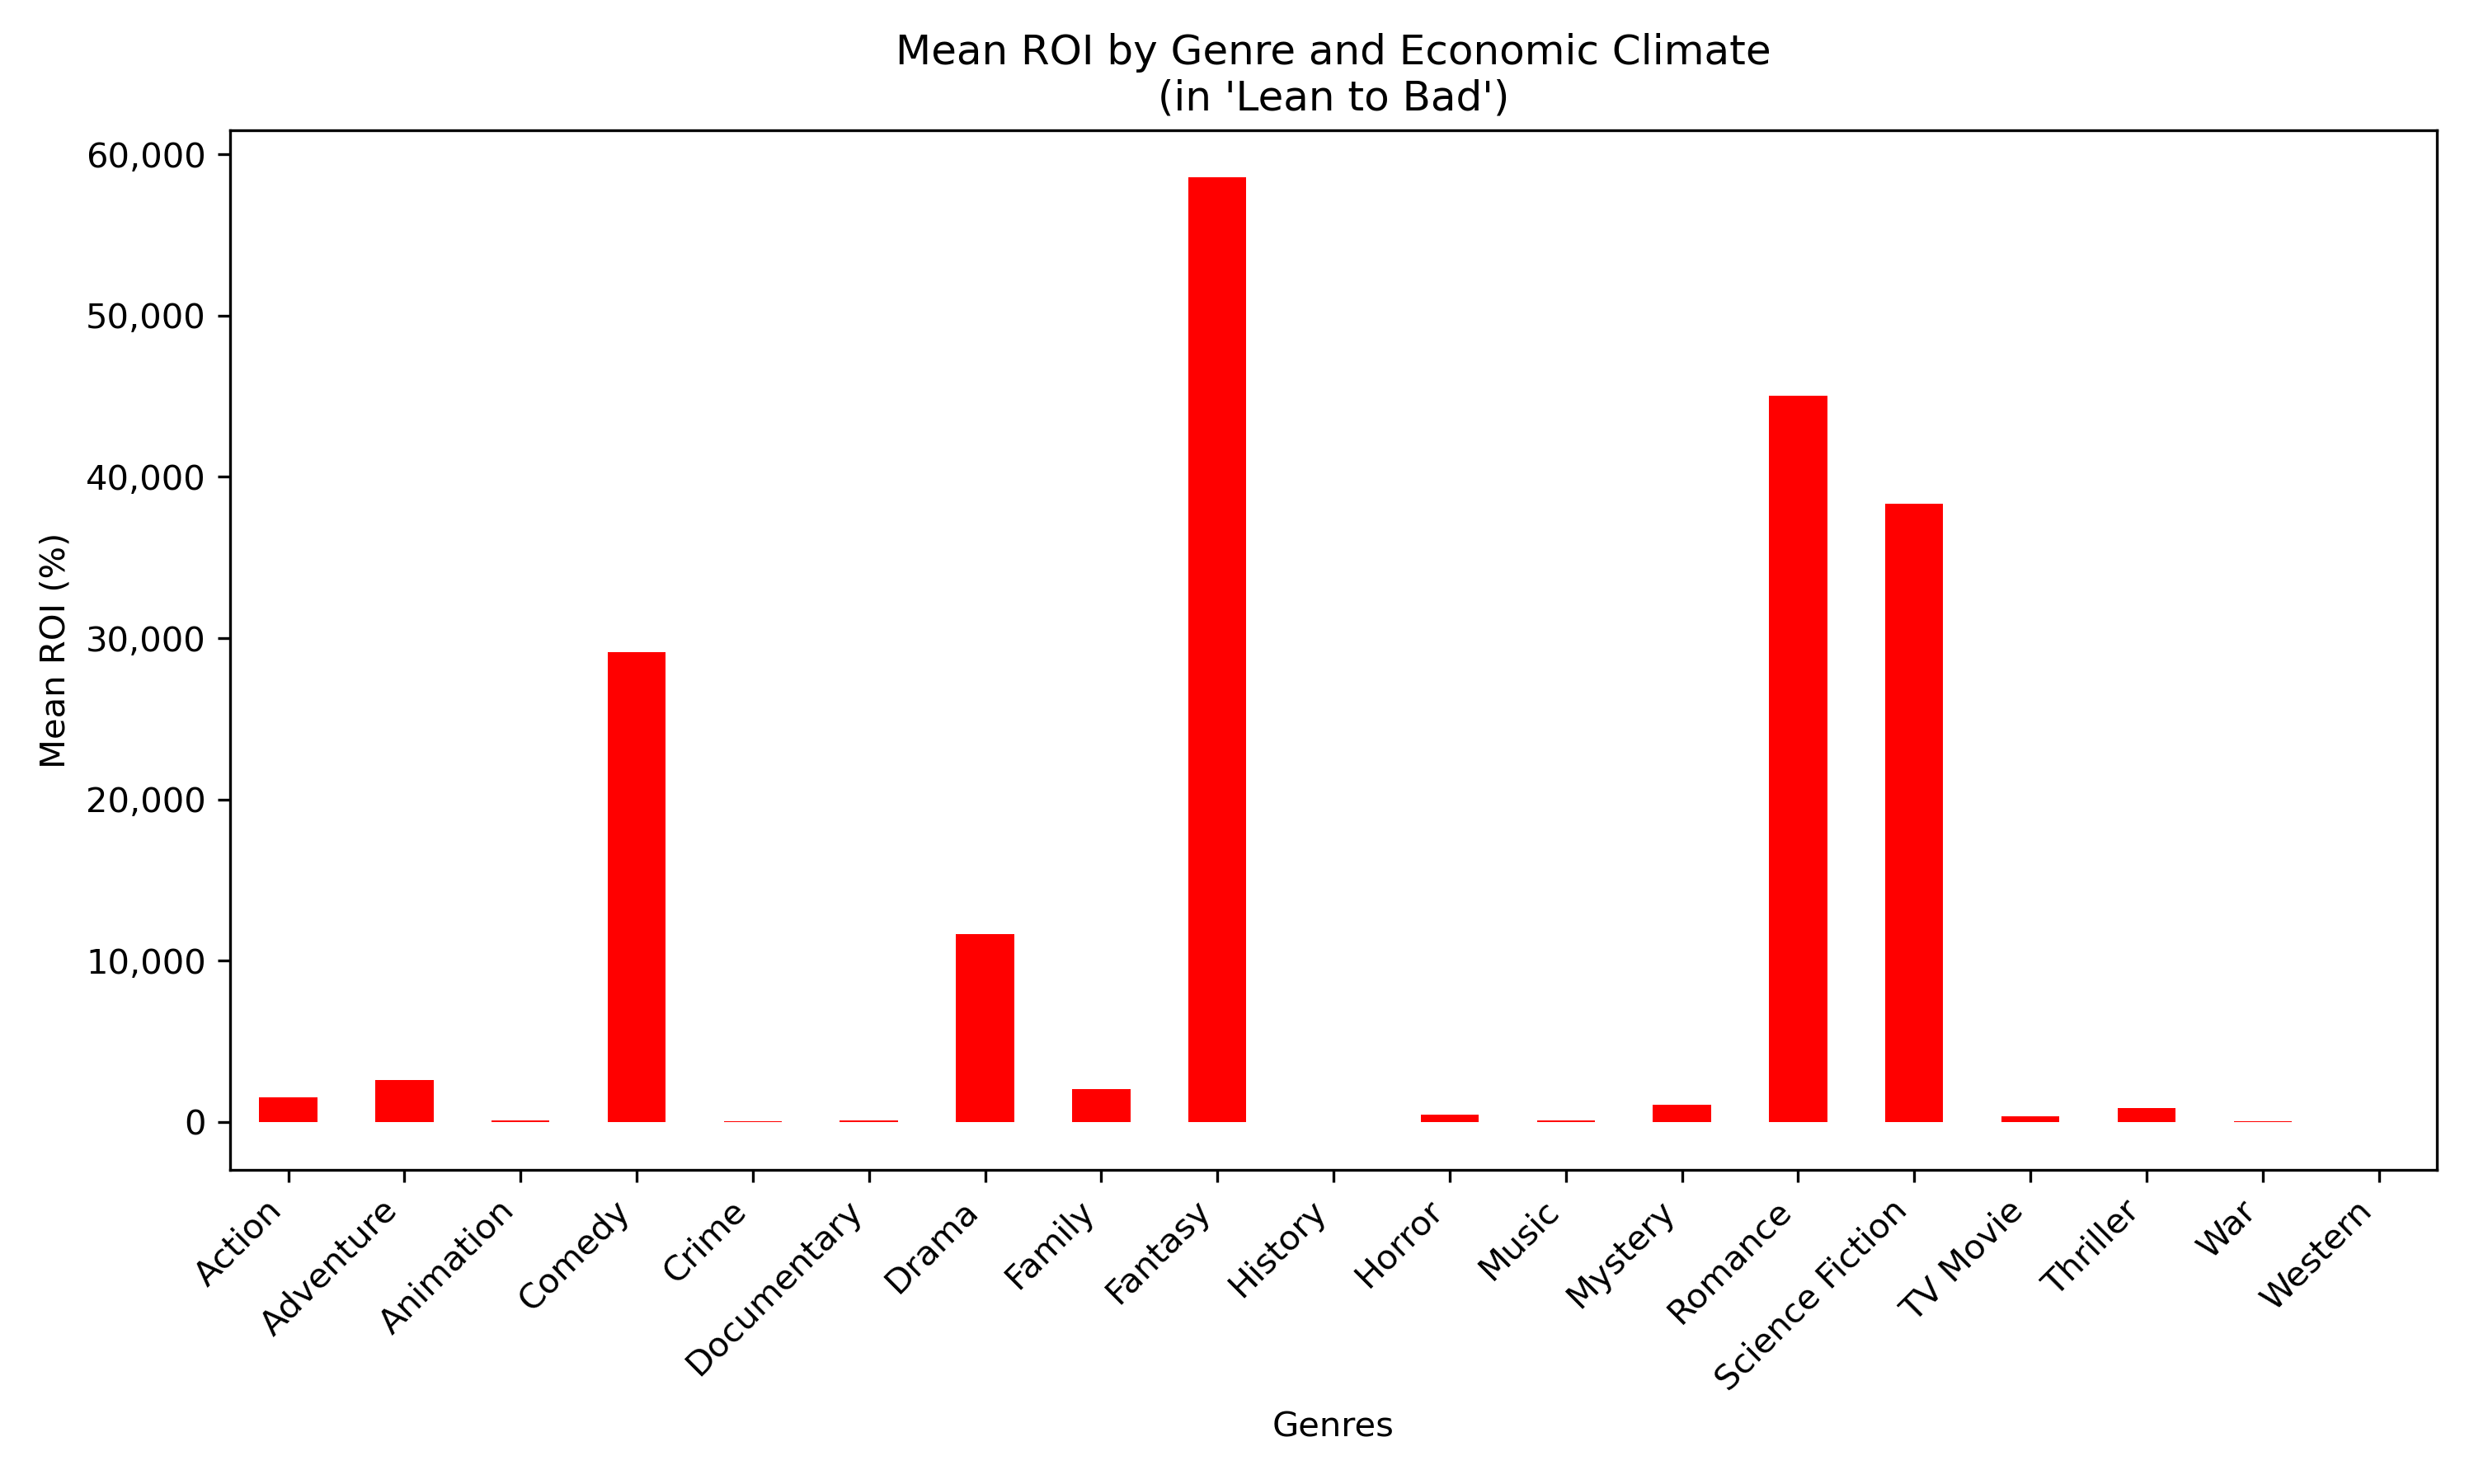 Mean ROI by Genre and Economic Climate
(in 'Lean to Bad')
Mean ROI (%)
60,000
50,000
40,000
30,000
20,000
10,000
0
Action
Adventure
Animation
Comedy
Crime
Documentary
Drama
Family
Fantasy
History
Horror
Music
Mystery
Romance
Science Fiction
TV Movie
Thriller
War
Western
Genres